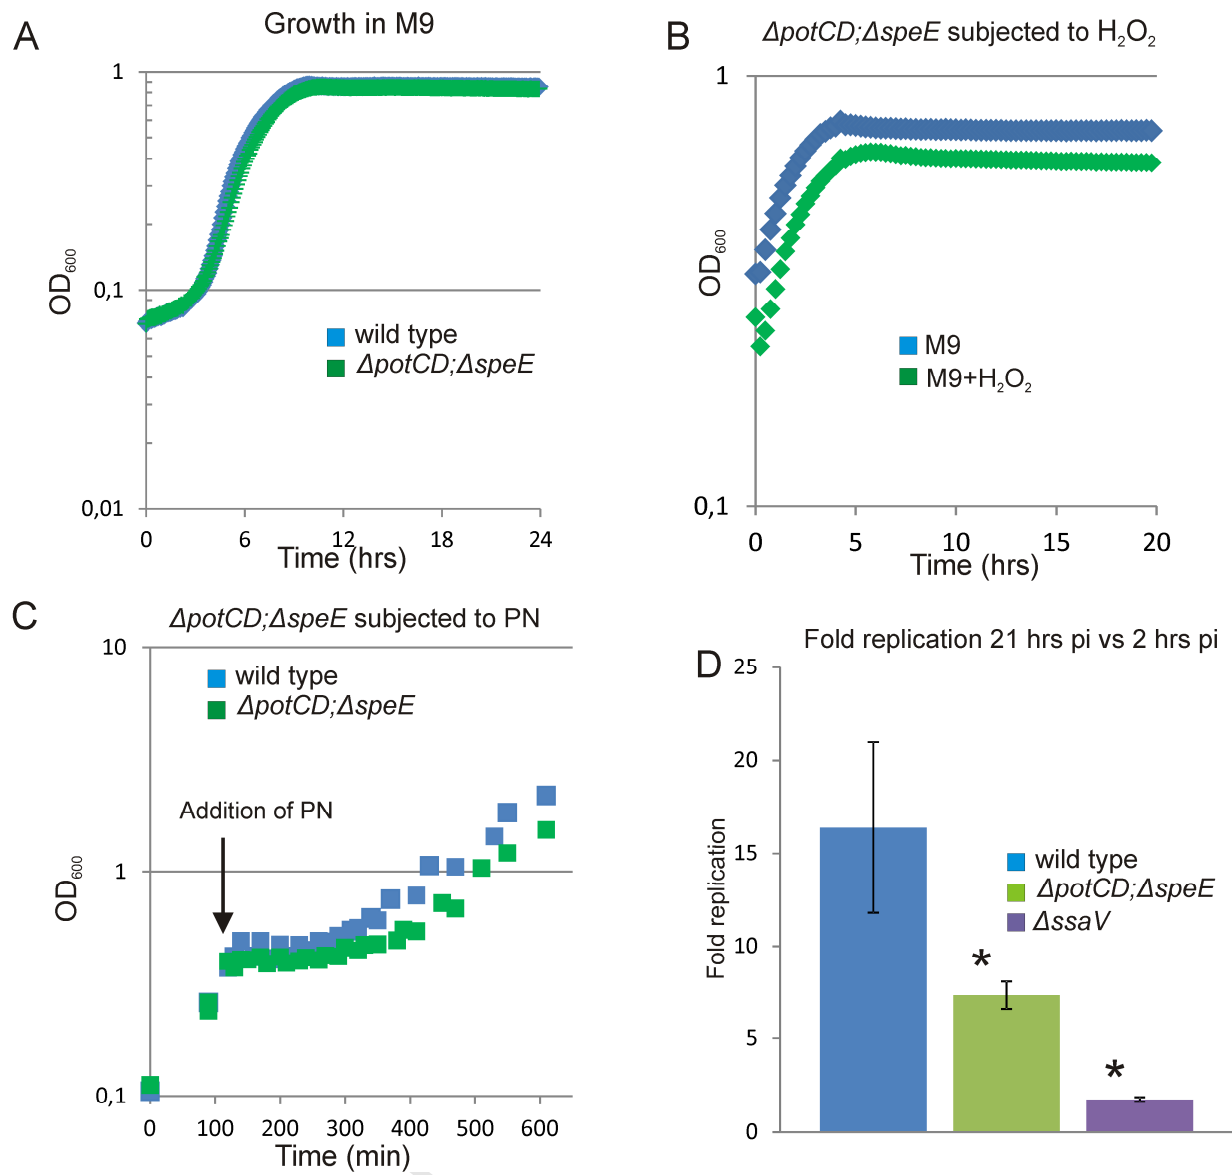 A
Growth in M9
1
0,1
0,01
OD600
wild type
ΔpotCD;ΔspeE
0 6 12 18 24
Time (hrs)
B
ΔpotCD;ΔspeE subjected to H2O2
1
0,1
OD600
M9
M9+H2O2
0 5 10 15 20
Time (hrs)
C
ΔpotCD;ΔspeE subjected to PN
10
1
0,1
OD600
wild type
ΔpotCD;ΔspeE
Addition of PN
0 100 200 300 400 500 600
Time (min)
D
Fold replication 21 hrs pi vs 2 hrs pi
25
20
15
10
5
0
Fold replication
wild type
ΔpotCD;ΔspeE
ΔssaV
*
*